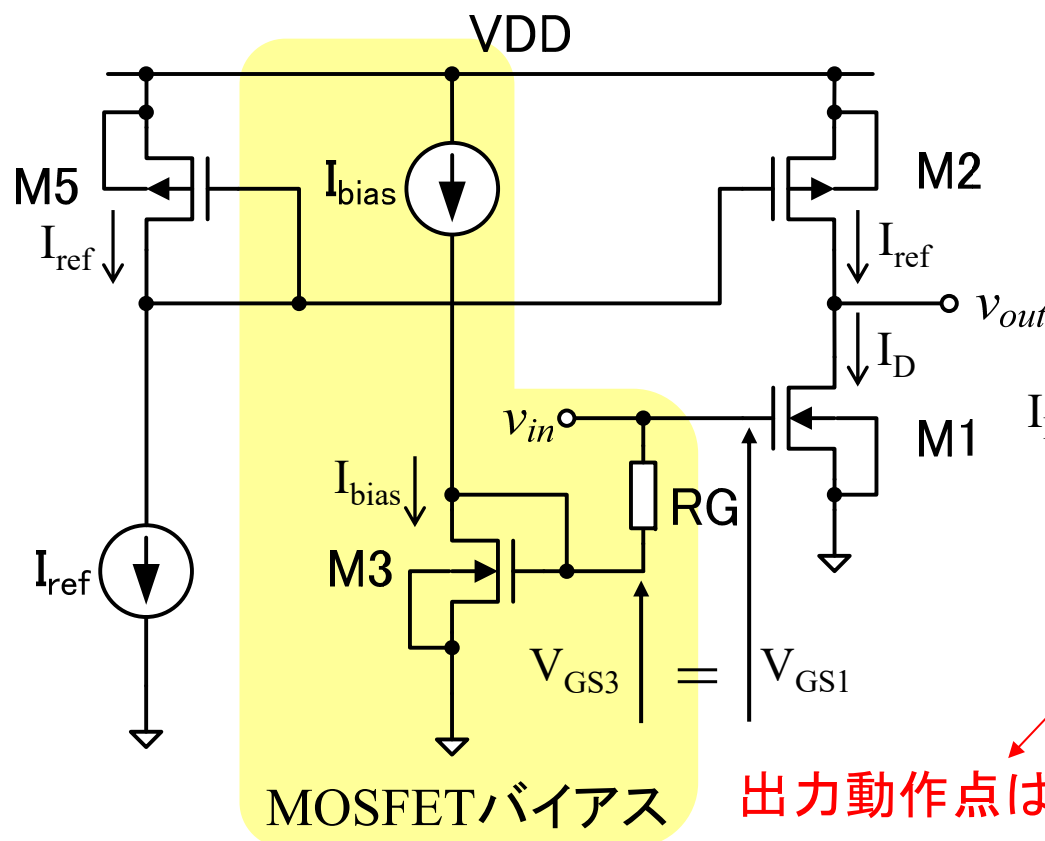 VDD
M5
Ibias
M2
Iref
Iref
vout
ID
vin
M1
Ibias
RG
Iref
M3
VGS3
=
VGS1
出力動作点は
MOSFETバイアス